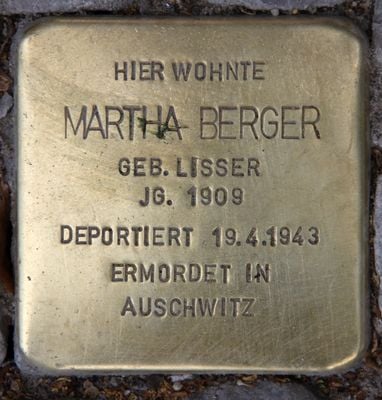 HIER WOHNTE
MARTHA BERGER
GEB. LISSER
JG. 1909
DEPORTIERT 19.4.1943
ERMORDET IN
AUSCHWITZ